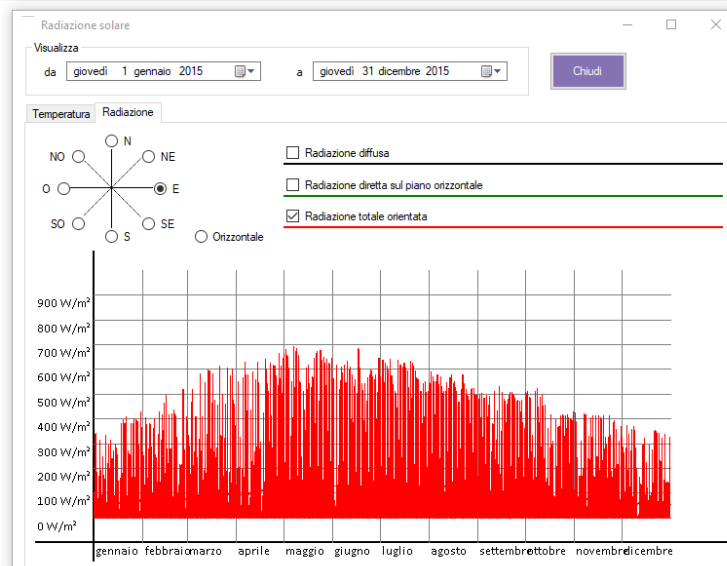 Radiazione solare
Visualizza
da giovedì 1 gennaio 2015 a giovedì 31 dicembre 2015
Chiudi
Temperatura Radiazione
N
NO NE
O E
SO SE
S
Orizzontale
Radiazione diffusa
Radiazione diretta sul piano orizzontale
Radiazione totale orientata
900 W/m²
800 W/m²
700 W/m²
600 W/m²
500 W/m²
400 W/m²
300 W/m²
200 W/m²
100 W/m²
0 W/m²
gennaio febbraio marzo aprile maggio giugno luglio agosto settembre ottobre novembre dicembre